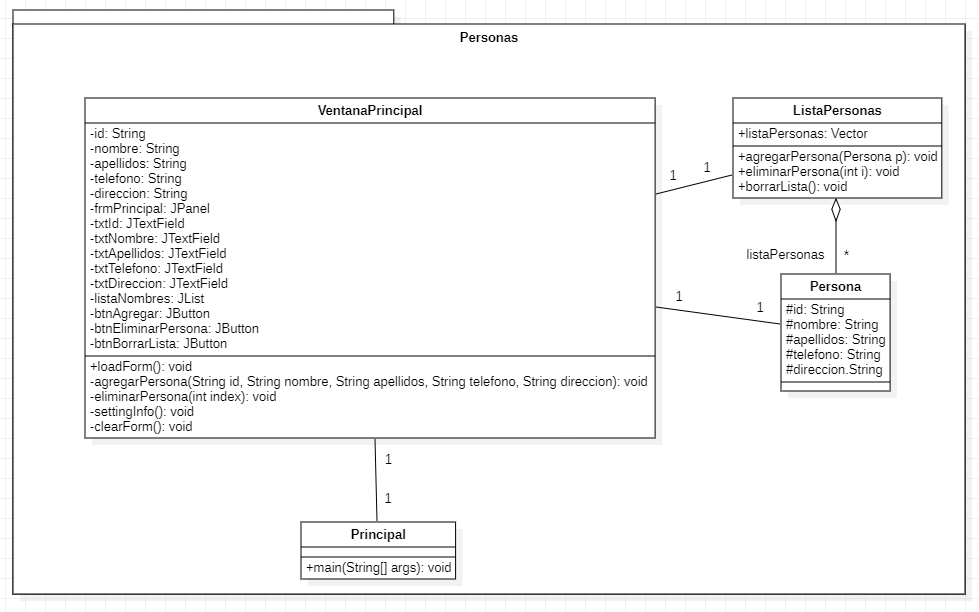 Personas
VentanaPrincipal
-id: String
-nombre: String
-apellidos: String
-telefono: String
-direccion: String
-frmPrincipal: JPanel
-txtId: JTextField
-txtNombre: JTextField
-txtApellidos: JTextField
-txtTelefono: JTextField
-txtDireccion: JTextField
-listaNombres: JList
-btnAgregar: JButton
-btnEliminarPersona: JButton
-btnBorrarLista: JButton
+loadForm(): void
-agregarPersona(String id, String nombre, String apellidos, String telefono, String direccion): void
-eliminarPersona(int index): void
-settingInfo(): void
-clearForm(): void
1 1
ListaPersonas
+listaPersonas: Vector
+agregarPersona(Persona p): void
+eliminarPersona(int i): void
+borrarLista(): void
listaPersonas *
1 1
Persona
#id: String
#nombre: String
#apellidos: String
#telefono: String
#direccion.String
1
1
Principal
+main(String[] args): void